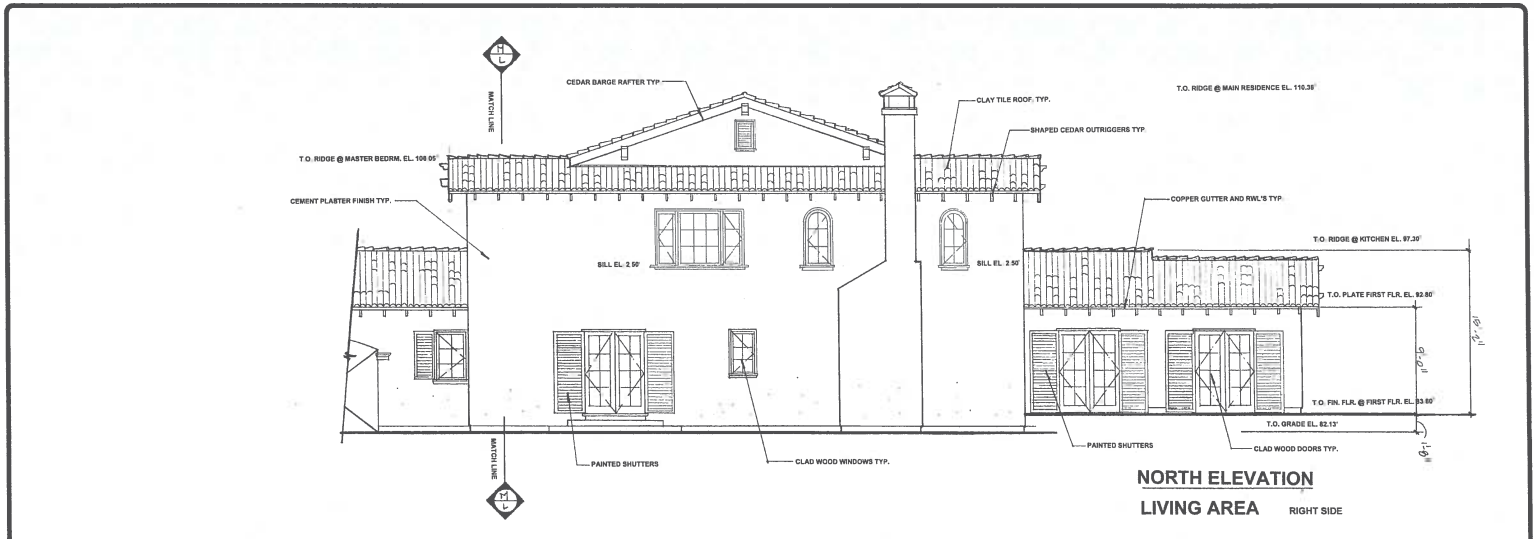 M
L
MATCH LINE
CEDAR BARGE RAFTER TYP
CLAY TILE ROOF, TYP.
T.O. RIDGE @ MAIN RESIDENCE EL. 110.38'
SHAPED CEDAR OUTRIGGERS TYP
T.O. RIDGE @ MASTER BEDRM. EL. 108 05'
CEMENT PLASTER FINISH TYP.
COPPER GUTTER AND RWL'S TYP
T.O. RIDGE @ KITCHEN EL. 97.30'
SILL EL. 2 50'
SILL EL. 2 50'
T.O. PLATE FIRST FLR. EL. 92.80'
15'-2"
9'-0"
T.O. FIN. FLR. @ FIRST FLR. EL. 83 80'
T.O. GRADE EL. 82.13'
MATCH LINE
PAINTED SHUTTERS
CLAD WOOD WINDOWS TYP.
PAINTED SHUTTERS
CLAD WOOD DOORS TYP.
1'-8"
M
L
NORTH ELEVATION
LIVING AREA RIGHT SIDE